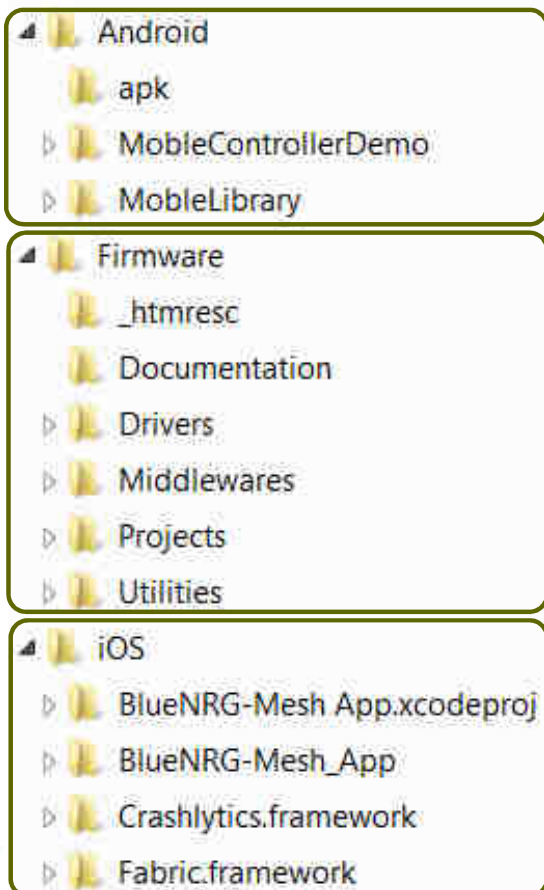 Android
apk
MobleControllerDemo
MobleLibrary
Firmware
_htmresc
Documentation
Drivers
Middlewares
Projects
Utilities
iOS
BlueNRG-Mesh App.xcodeproj
BlueNRG-Mesh_App
Crashlytics.framework
Fabric.framework